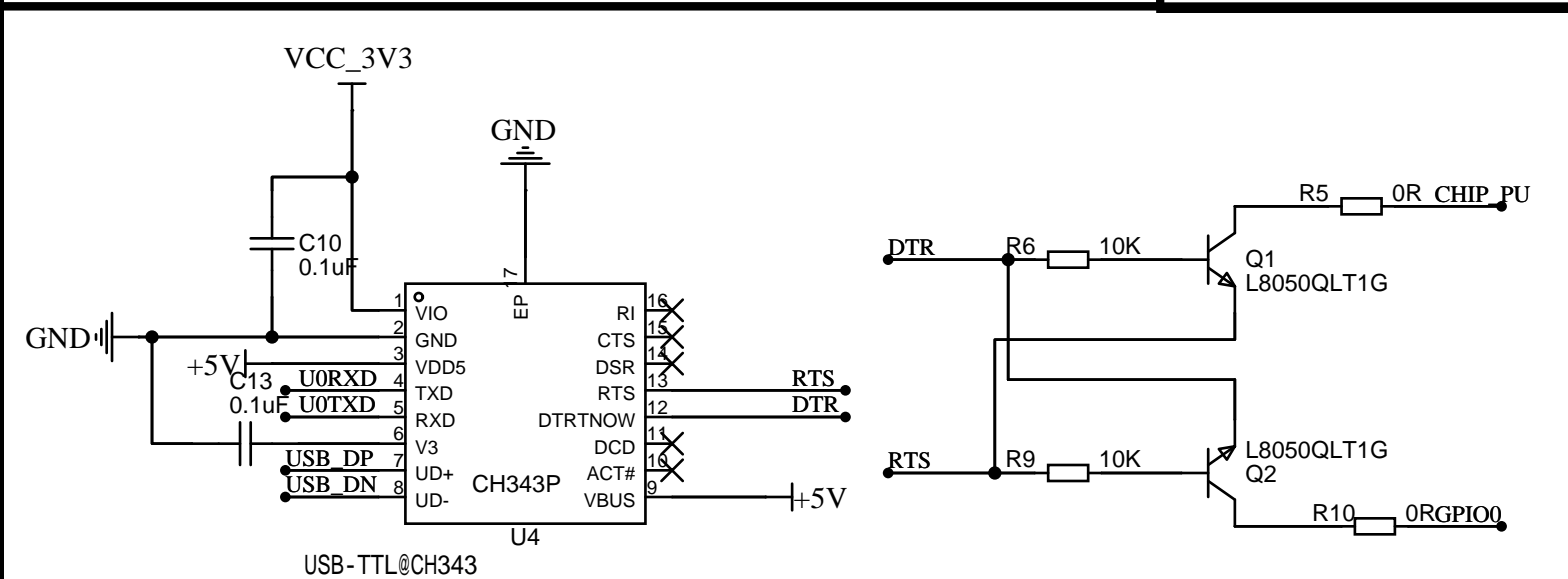 VCC_3V3
GND
C10
0.1uF
GND
+5V
C13
0.1uF
U0RXD
U0TXD
USB_DP
USB_DN
1 VIO
2 GND
3 VDD5
4 TXD
5 RXD
6 V3
7 UD+
8 UD-
EP 17
RI 16
CTS 15
DSR 14
RTS 13
DTRTNOW 12
DCD 11
ACT# 10
VBUS 9
CH343P
U4
USB-TTL@CH343
RTS
DTR
+5V
R5 0R CHIP_PU
DTR R6 10K
Q1
L8050QLT1G
RTS R9 10K
L8050QLT1G
Q2
R10 0R GPIO0